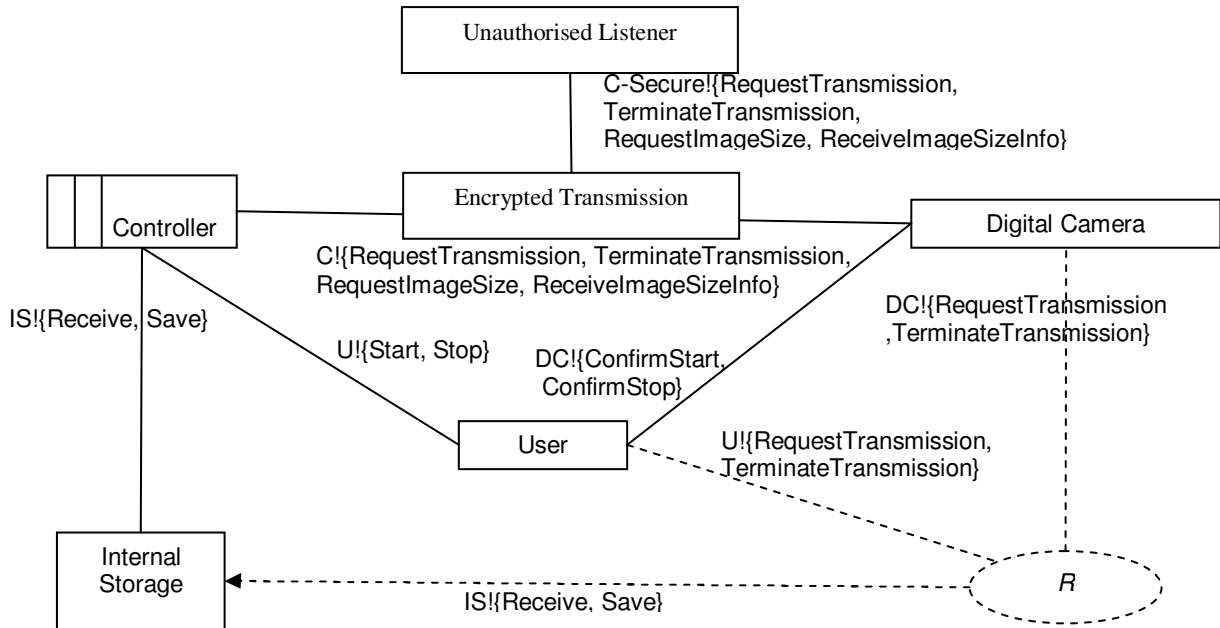 Unauthorised Listener
C-Secure!{RequestTransmission,
TerminateTransmission,
RequestImageSize, ReceiveImageSizeInfo}
Encrypted Transmission
Controller
Digital Camera
C!{RequestTransmission, TerminateTransmission,
RequestImageSize, ReceiveImageSizeInfo}
IS!{Receive, Save}
DC!{RequestTransmission
,TerminateTransmission}
U!{Start, Stop}
DC!{ConfirmStart,
ConfirmStop}
User
U!{RequestTransmission,
TerminateTransmission}
Internal
Storage
R
IS!{Receive, Save}